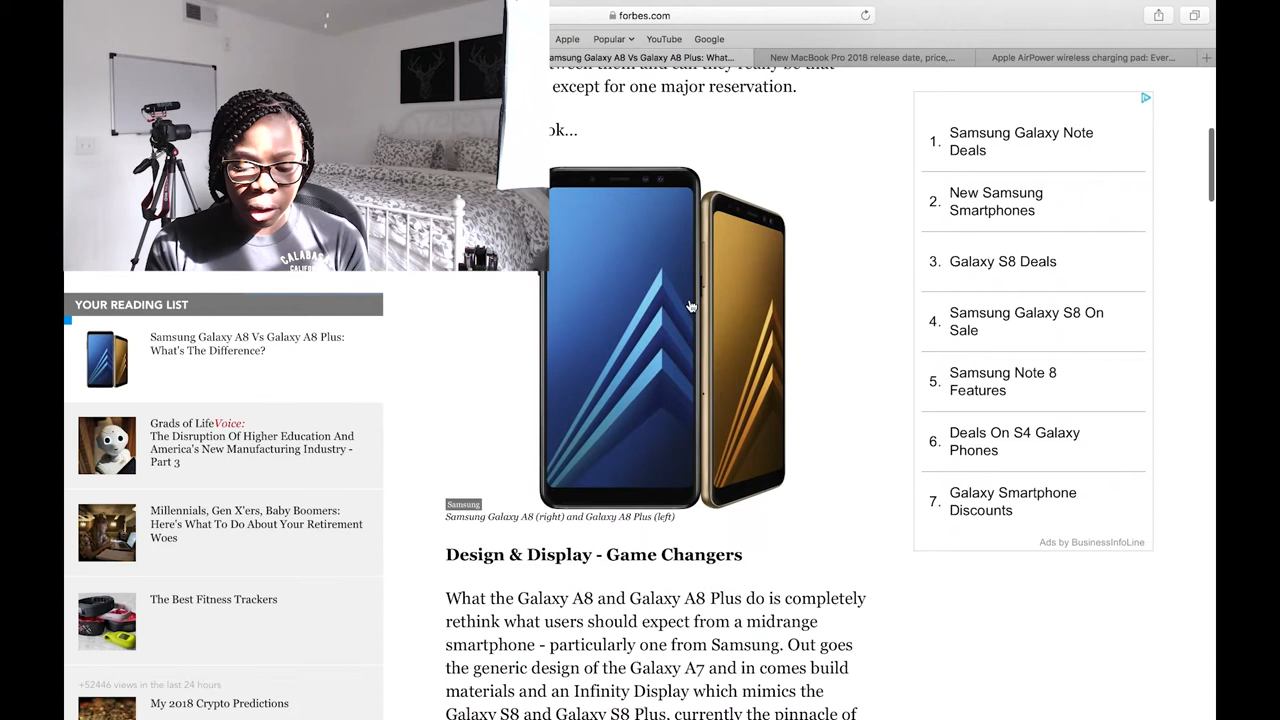 forbes.com
Apple
Popular
YouTube
Google
amsung Galaxy A8 Vs Galaxy A8 Plus: What...
New MacBook Pro 2018 release date, price,...
Apple AirPower wireless charging pad: Ever...
except for one major reservation.
ok...
CALABASA
Samsung
Samsung Galaxy A8 (right) and Galaxy A8 Plus (left)
Design & Display - Game Changers
What the Galaxy A8 and Galaxy A8 Plus do is completely
rethink what users should expect from a midrange
smartphone - particularly one from Samsung. Out goes
the generic design of the Galaxy A7 and in comes build
materials and an Infinity Display which mimics the
Galaxy S8 and Galaxy S8 Plus, currently the pinnacle of
YOUR READING LIST
Samsung Galaxy A8 Vs Galaxy A8 Plus:
What's The Difference?
Grads of LifeVoice:
The Disruption Of Higher Education And
America's New Manufacturing Industry -
Part 3
Millennials, Gen X'ers, Baby Boomers:
Here's What To Do About Your Retirement
Woes
The Best Fitness Trackers
+52446 views in the last 24 hours
My 2018 Crypto Predictions
1. Samsung Galaxy Note
Deals
2. New Samsung
Smartphones
3. Galaxy S8 Deals
4. Samsung Galaxy S8 On
Sale
5. Samsung Note 8
Features
6. Deals On S4 Galaxy
Phones
7. Galaxy Smartphone
Discounts
Ads by BusinessInfoLine